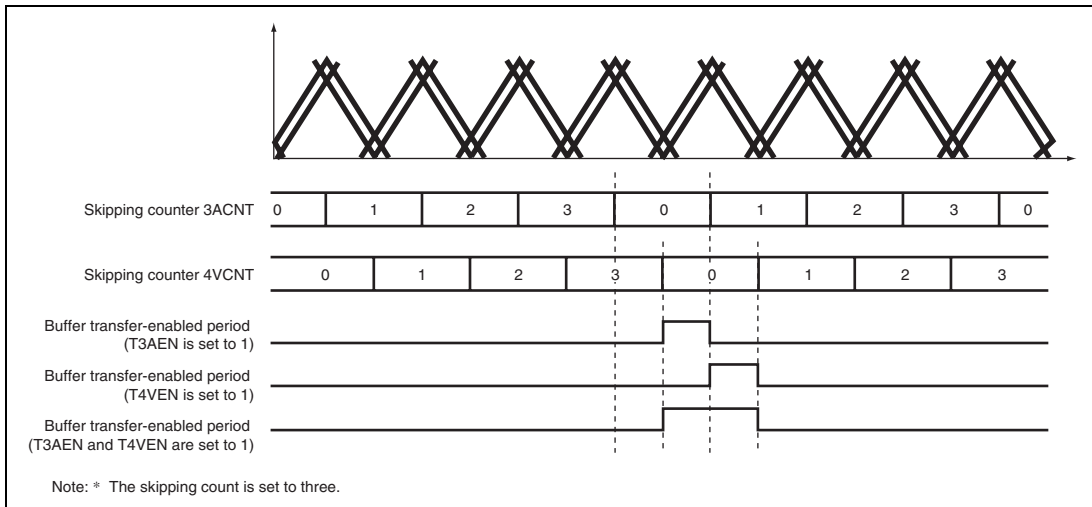 Skipping counter 3ACNT 0 1 2 3 0 1 2 3 0
Skipping counter 4VCNT 0 1 2 3 0 1 2 3
Buffer transfer-enabled period
(T3AEN is set to 1)
Buffer transfer-enabled period
(T4VEN is set to 1)
Buffer transfer-enabled period
(T3AEN and T4VEN are set to 1)
Note: * The skipping count is set to three.